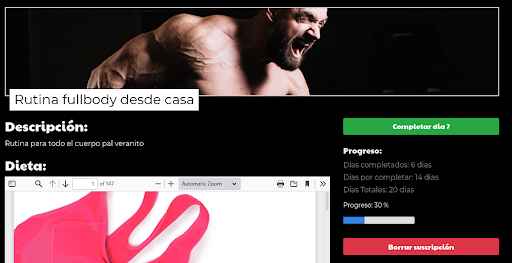 Rutina fullbody desde casa
Descripción:
Rutina para todo el cuerpo pal veranito
Dieta:
1 of 147
Automatic Zoom
Completar día 7
Progreso:
Días completados: 6 días
Días por completar: 14 días
Días Totales: 20 días
Progreso: 30 %
Borrar suscripción